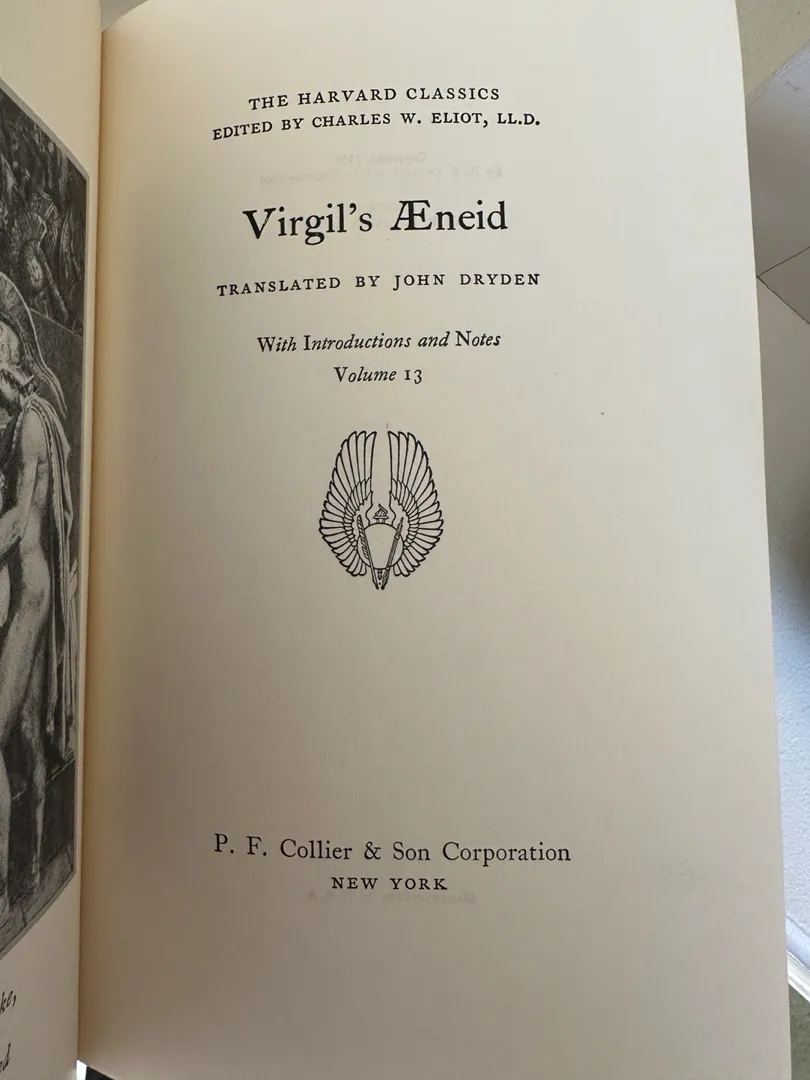 THE HARVARD CLASSICS
EDITED BY CHARLES W. ELIOT, LL.D.
Virgil's Æneid
TRANSLATED BY JOHN DRYDEN
With Introductions and Notes
Volume 13
P. F. Collier & Son Corporation
NEW YORK